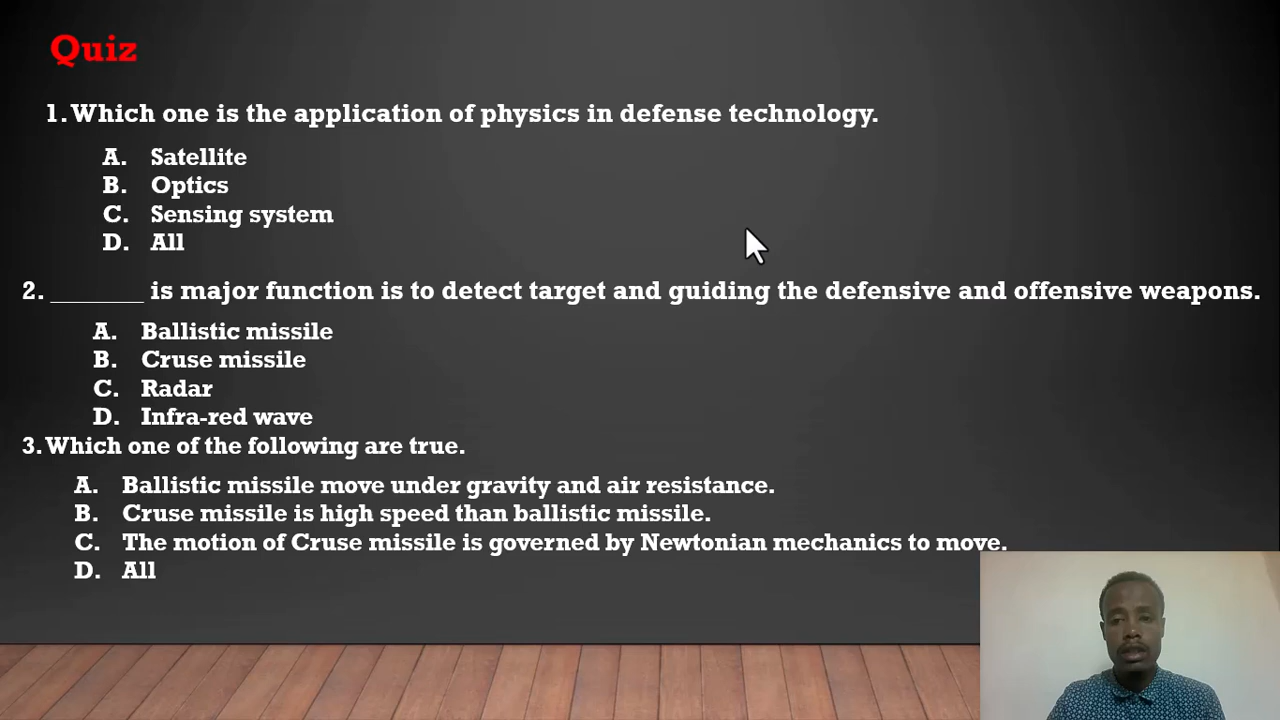 Quiz
1. Which one is the application of physics in defense technology.
A. Satellite
B. Optics
C. Sensing system
D. All
2. _______ is major function is to detect target and guiding the defensive and offensive weapons.
A. Ballistic missile
B. Cruse missile
C. Radar
D. Infra-red wave
3. Which one of the following are true.
A. Ballistic missile move under gravity and air resistance.
B. Cruse missile is high speed than ballistic missile.
C. The motion of Cruse missile is governed by Newtonian mechanics to move.
D. All